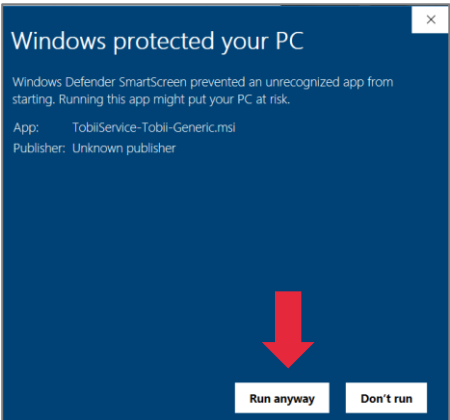 Windows protected your PC
Windows Defender SmartScreen prevented an unrecognized app from
starting. Running this app might put your PC at risk.
App: TobiiService-Tobii-Generic.msi
Publisher: Unknown publisher
Run anyway Don't run